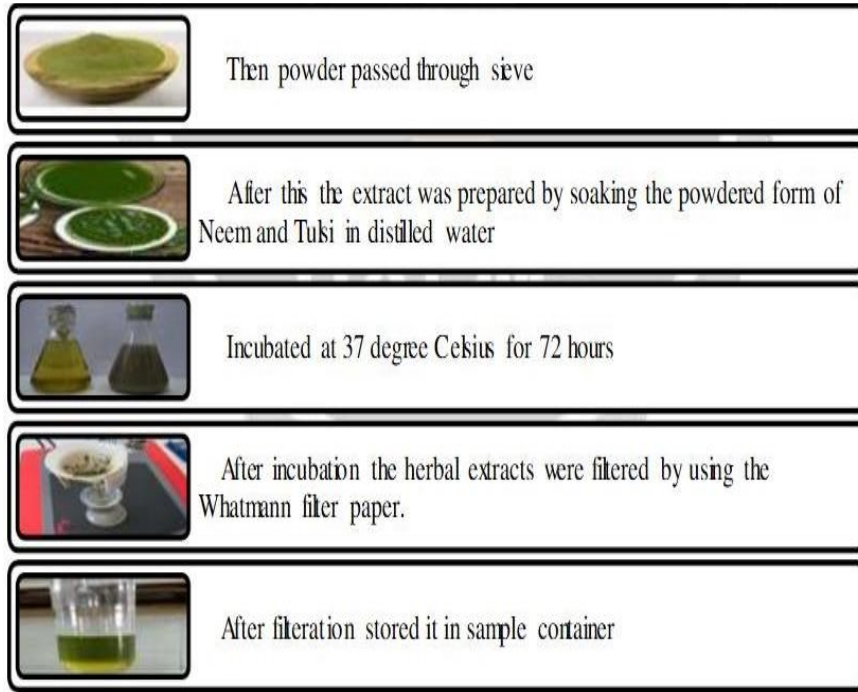 Then powder passed through sieve
After this the extract was prepared by soaking the powdered form of
Neem and Tulsi in distilled water
Incubated at 37 degree Celsius for 72 hours
After incubation the herbal extracts were filtered by using the
Whatmann filter paper.
After filteration stored it in sample container